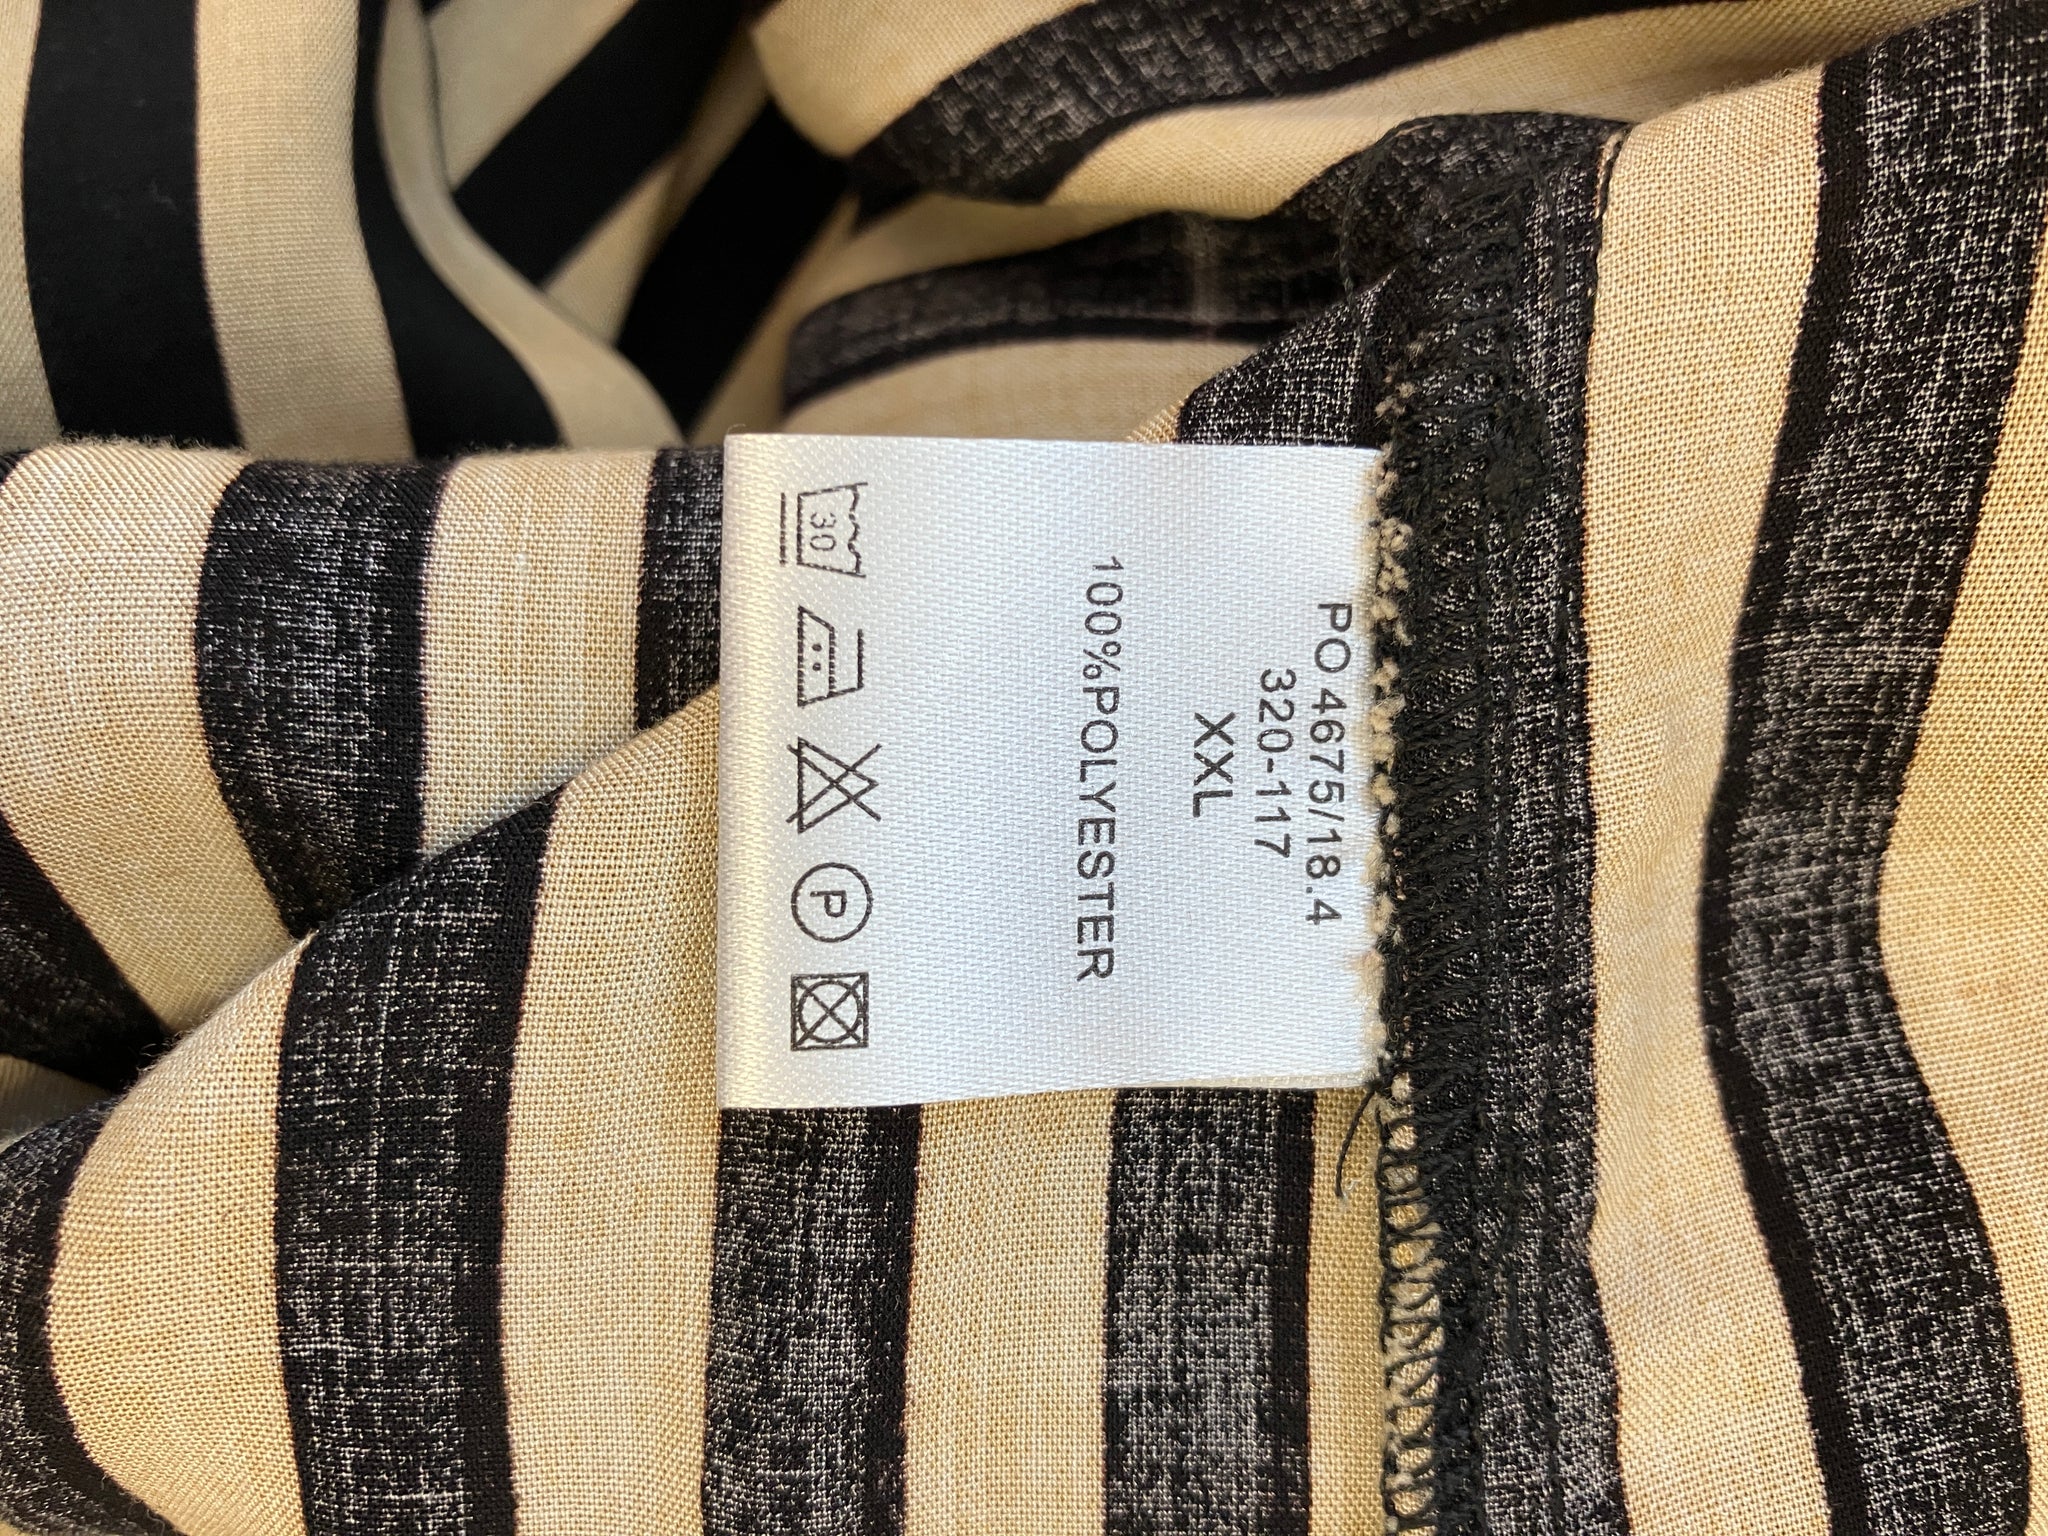 PO 4675/18.4
320-117
XXL
100%POLYESTER
30
P